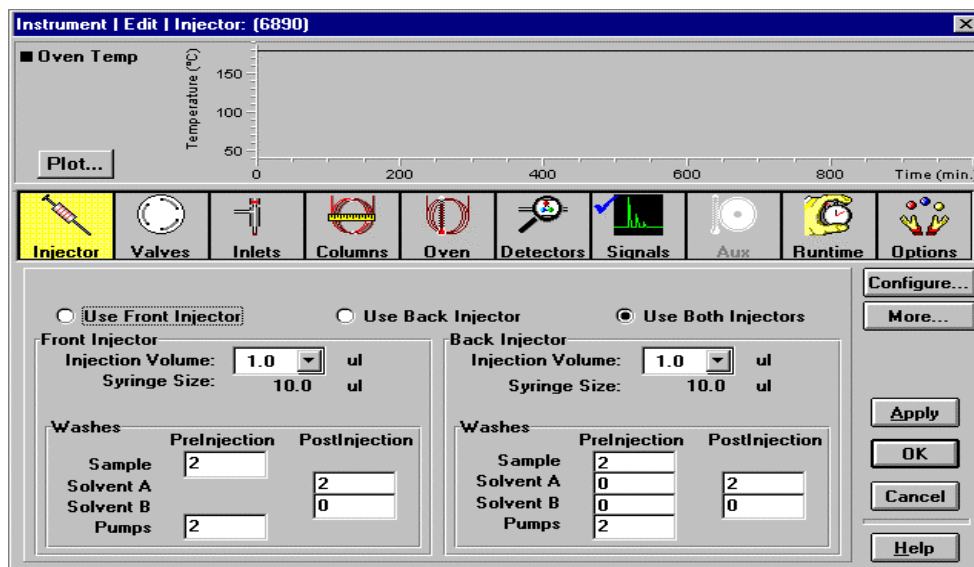 Instrument | Edit | Injector: (6890)
Oven Temp
Temperature (°C)
150
100
50
Plot...
0 200 400 600 800 Time (min.)
Injector Valves Inlets Columns Oven Detectors Signals Aux Runtime Options
Configure...
More...
Use Front Injector Use Back Injector Use Both Injectors
Front Injector
Injection Volume: 1.0 ul
Syringe Size: 10.0 ul
Washes
PreInjection PostInjection
Sample 2
Solvent A 2
Solvent B 0
Pumps 2
Back Injector
Injection Volume: 1.0 ul
Syringe Size: 10.0 ul
Washes
PreInjection PostInjection
Sample 2
Solvent A 0 2
Solvent B 0 0
Pumps 2
Apply
OK
Cancel
Help